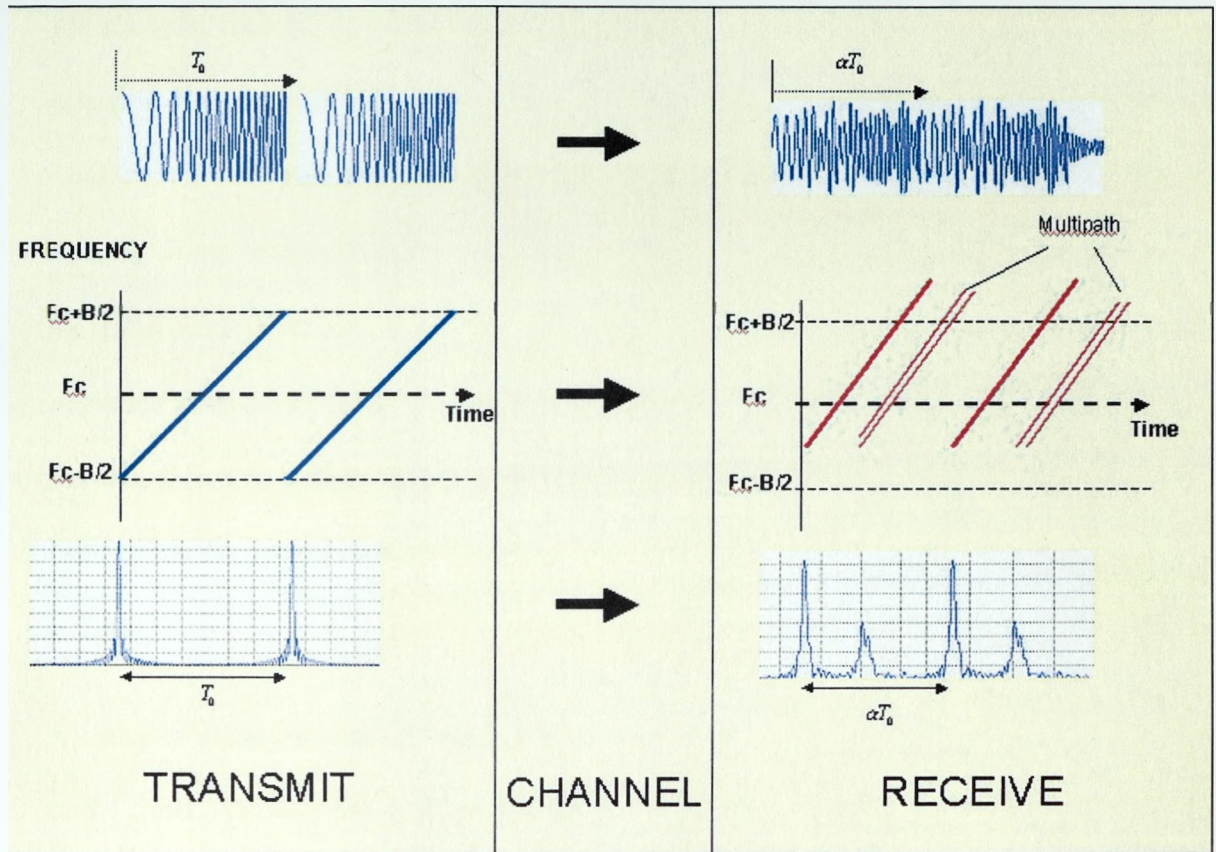 T₀
αT₀
FREQUENCY
Fc+B/2
Fc
Time
Fc-B/2
T₀
Multipath
Fc+B/2
Fc
Time
Fc-B/2
αT₀
TRANSMIT
CHANNEL
RECEIVE